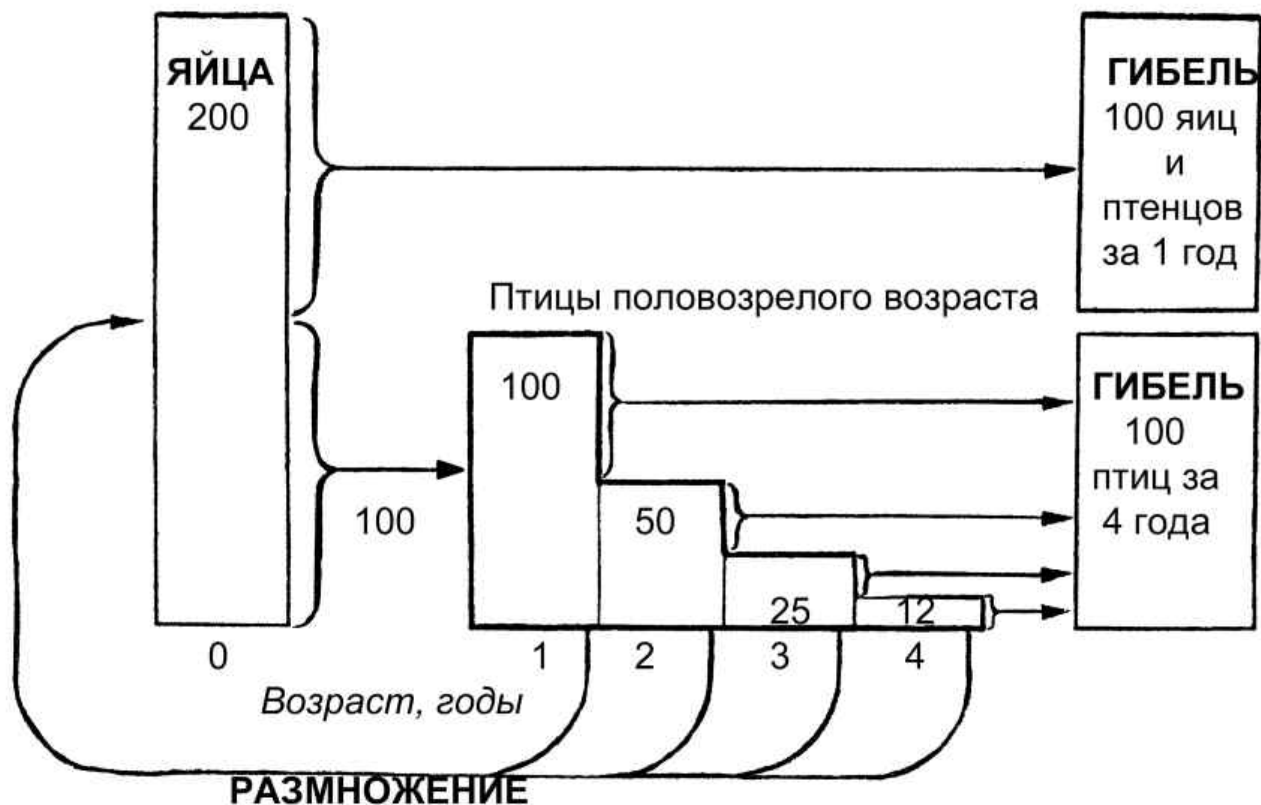 ЯЙЦА
200
ГИБЕЛЬ
100 яиц
и
птенцов
за 1 год
Птицы половозрелого возраста
100
100
50
25
12
ГИБЕЛЬ
100
птиц за
4 года
0
1
2
3
4
Возраст, годы
РАЗМНОЖЕНИЕ